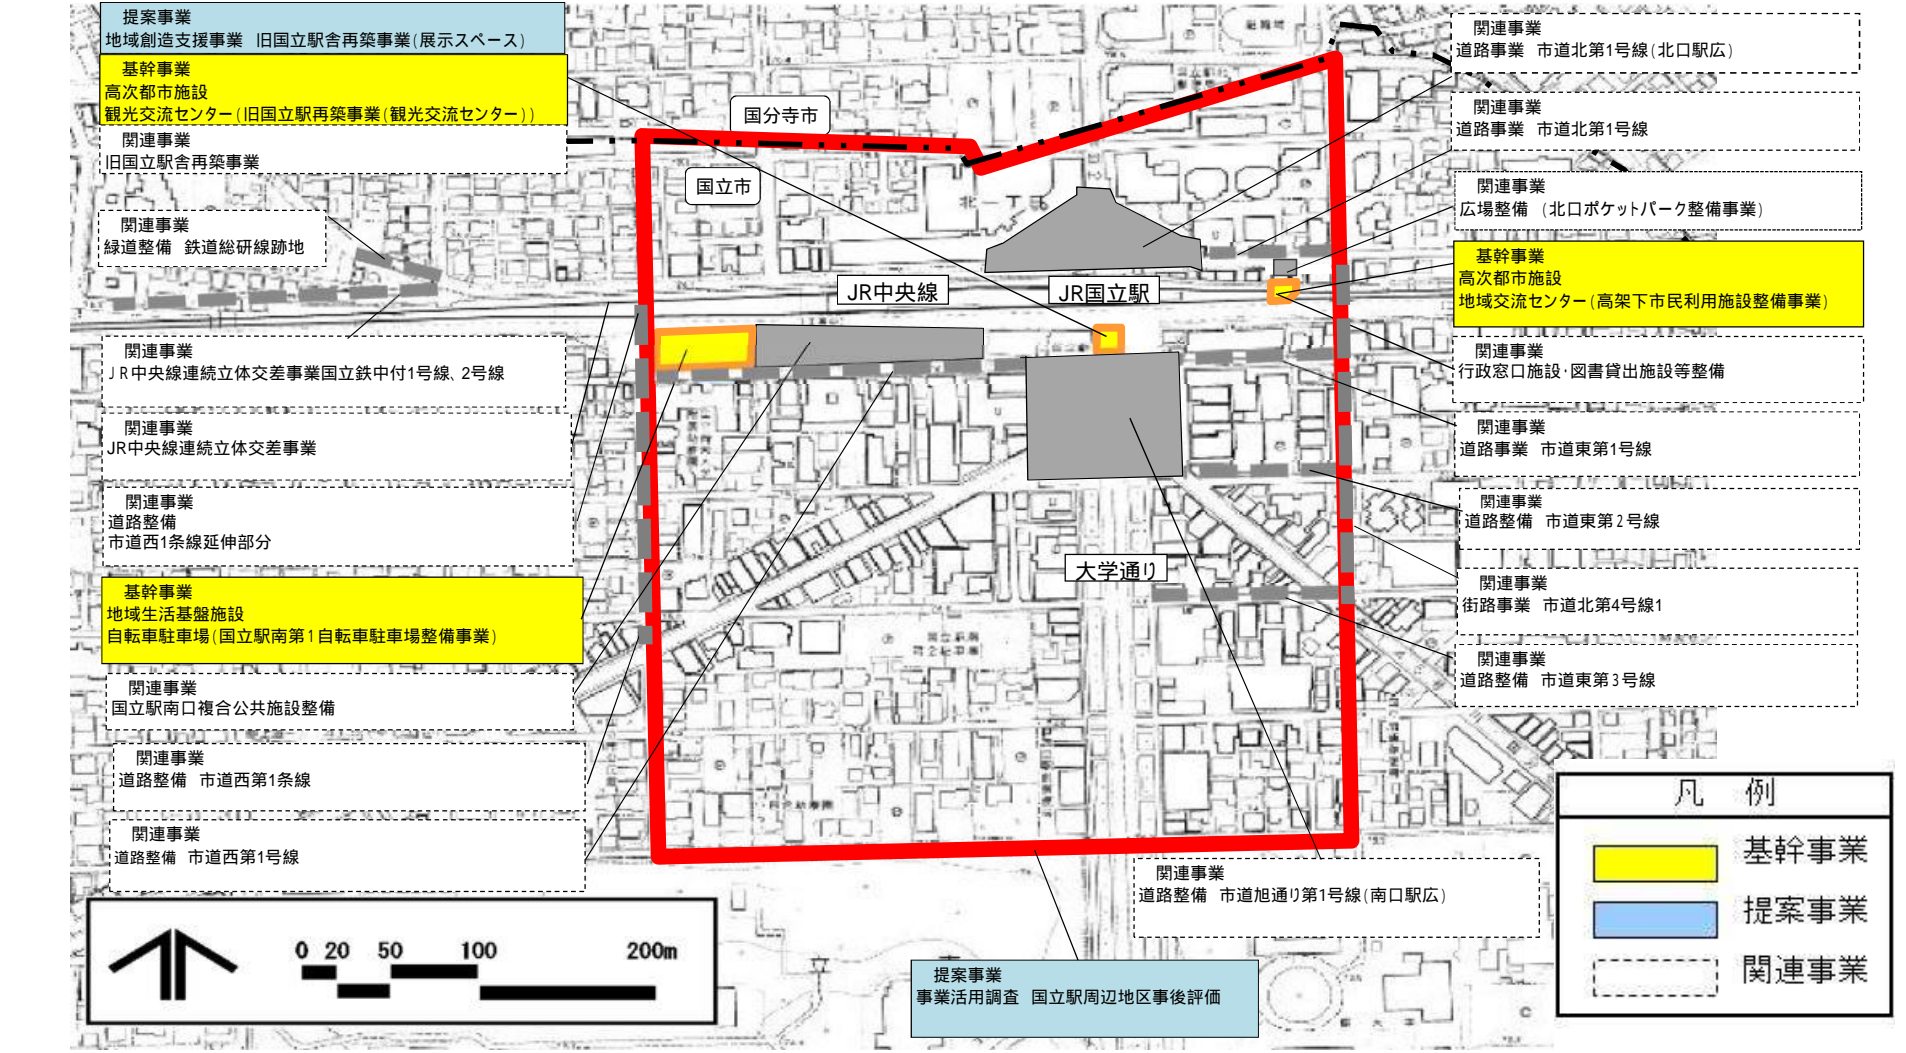 提案事業
地域創造支援事業 旧国立駅舎再築事業(展示スペース)
基幹事業
高次都市施設
観光交流センター(旧国立駅再築事業(観光交流センター))
関連事業
旧国立駅舎再築事業
関連事業
緑道整備 鉄道総研線跡地
関連事業
JR中央線連続立体交差事業国立鉄中付1号線、2号線
関連事業
JR中央線連続立体交差事業
関連事業
道路整備
市道西1条線延伸部分
基幹事業
地域生活基盤施設
自転車駐車場(国立駅南第1自転車駐車場整備事業)
関連事業
国立駅南口複合公共施設整備
関連事業
道路整備 市道西第1条線
関連事業
道路整備 市道西第1号線
国分寺市
国立市
北一丁目
JR中央線
JR国立駅
大学通り
関連事業
道路事業 市道北第1号線(北口駅広)
関連事業
道路事業 市道北第1号線
関連事業
広場整備 (北口ポケットパーク整備事業)
基幹事業
高次都市施設
地域交流センター(高架下市民利用施設整備事業)
関連事業
行政窓口施設・図書貸出施設等整備
関連事業
道路事業 市道東第1号線
関連事業
道路整備 市道東第2号線
関連事業
街路事業 市道北第4号線1
関連事業
道路整備 市道東第3号線
関連事業
道路整備 市道旭通り第1号線(南口駅広)
提案事業
事業活用調査 国立駅周辺地区事後評価
凡 例
基幹事業
提案事業
関連事業
0 20 50 100 200m